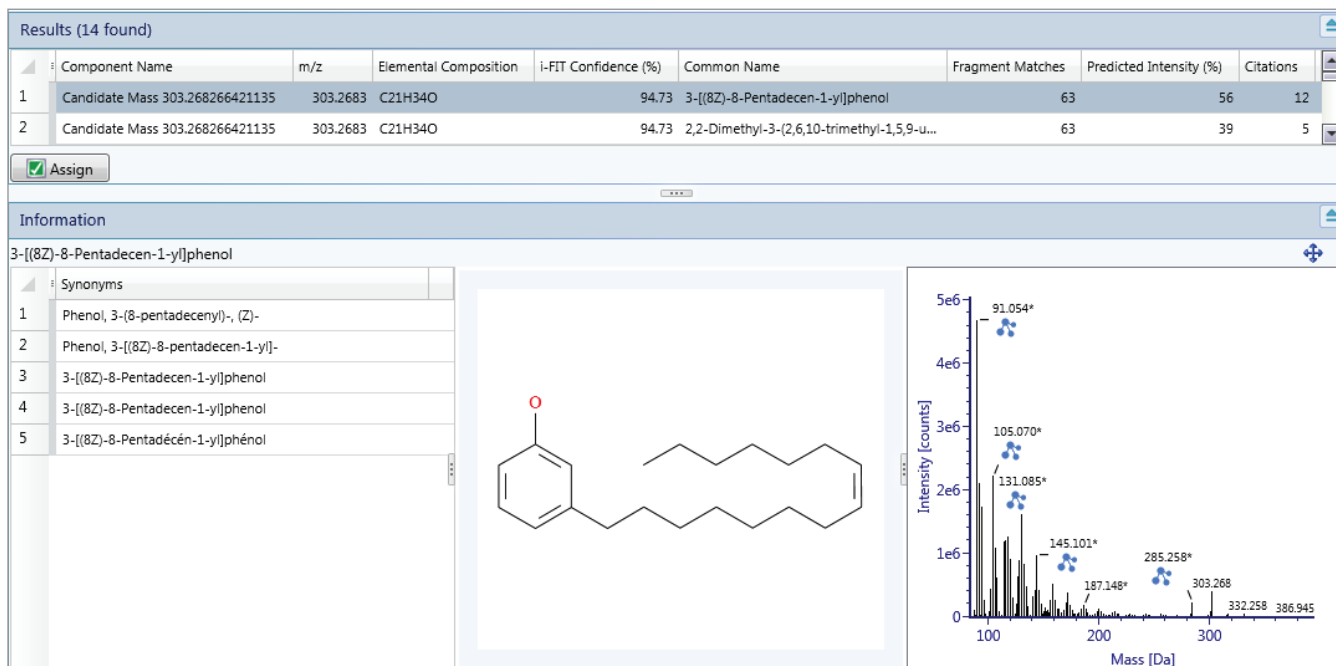 Results (14 found)
Component Name m/z Elemental Composition i-FIT Confidence (%) Common Name Fragment Matches Predicted Intensity (%) Citations
1 Candidate Mass 303.268266421135 303.2683 C21H34O 94.73 3-[(8Z)-8-Pentadecen-1-yl]phenol 63 56 12
2 Candidate Mass 303.268266421135 303.2683 C21H34O 94.73 2,2-Dimethyl-3-(2,6,10-trimethyl-1,5,9-u... 63 39 5
Assign
Information
3-[(8Z)-8-Pentadecen-1-yl]phenol
Synonyms
1 Phenol, 3-(8-pentadecenyl)-, (Z)-
2 Phenol, 3-[(8Z)-8-pentadecen-1-yl]-
3 3-[(8Z)-8-Pentadecen-1-yl]phenol
4 3-[(8Z)-8-Pentadecen-1-yl]phenol
5 3-[(8Z)-8-Pentadécén-1-yl]phénol
O
Intensity [counts]
5e6
4e6
3e6
2e6
1e6
0
91.054*
105.070*
131.085*
145.101*
187.148*
285.258*
303.268
332.258
386.945
100 200 300
Mass [Da]